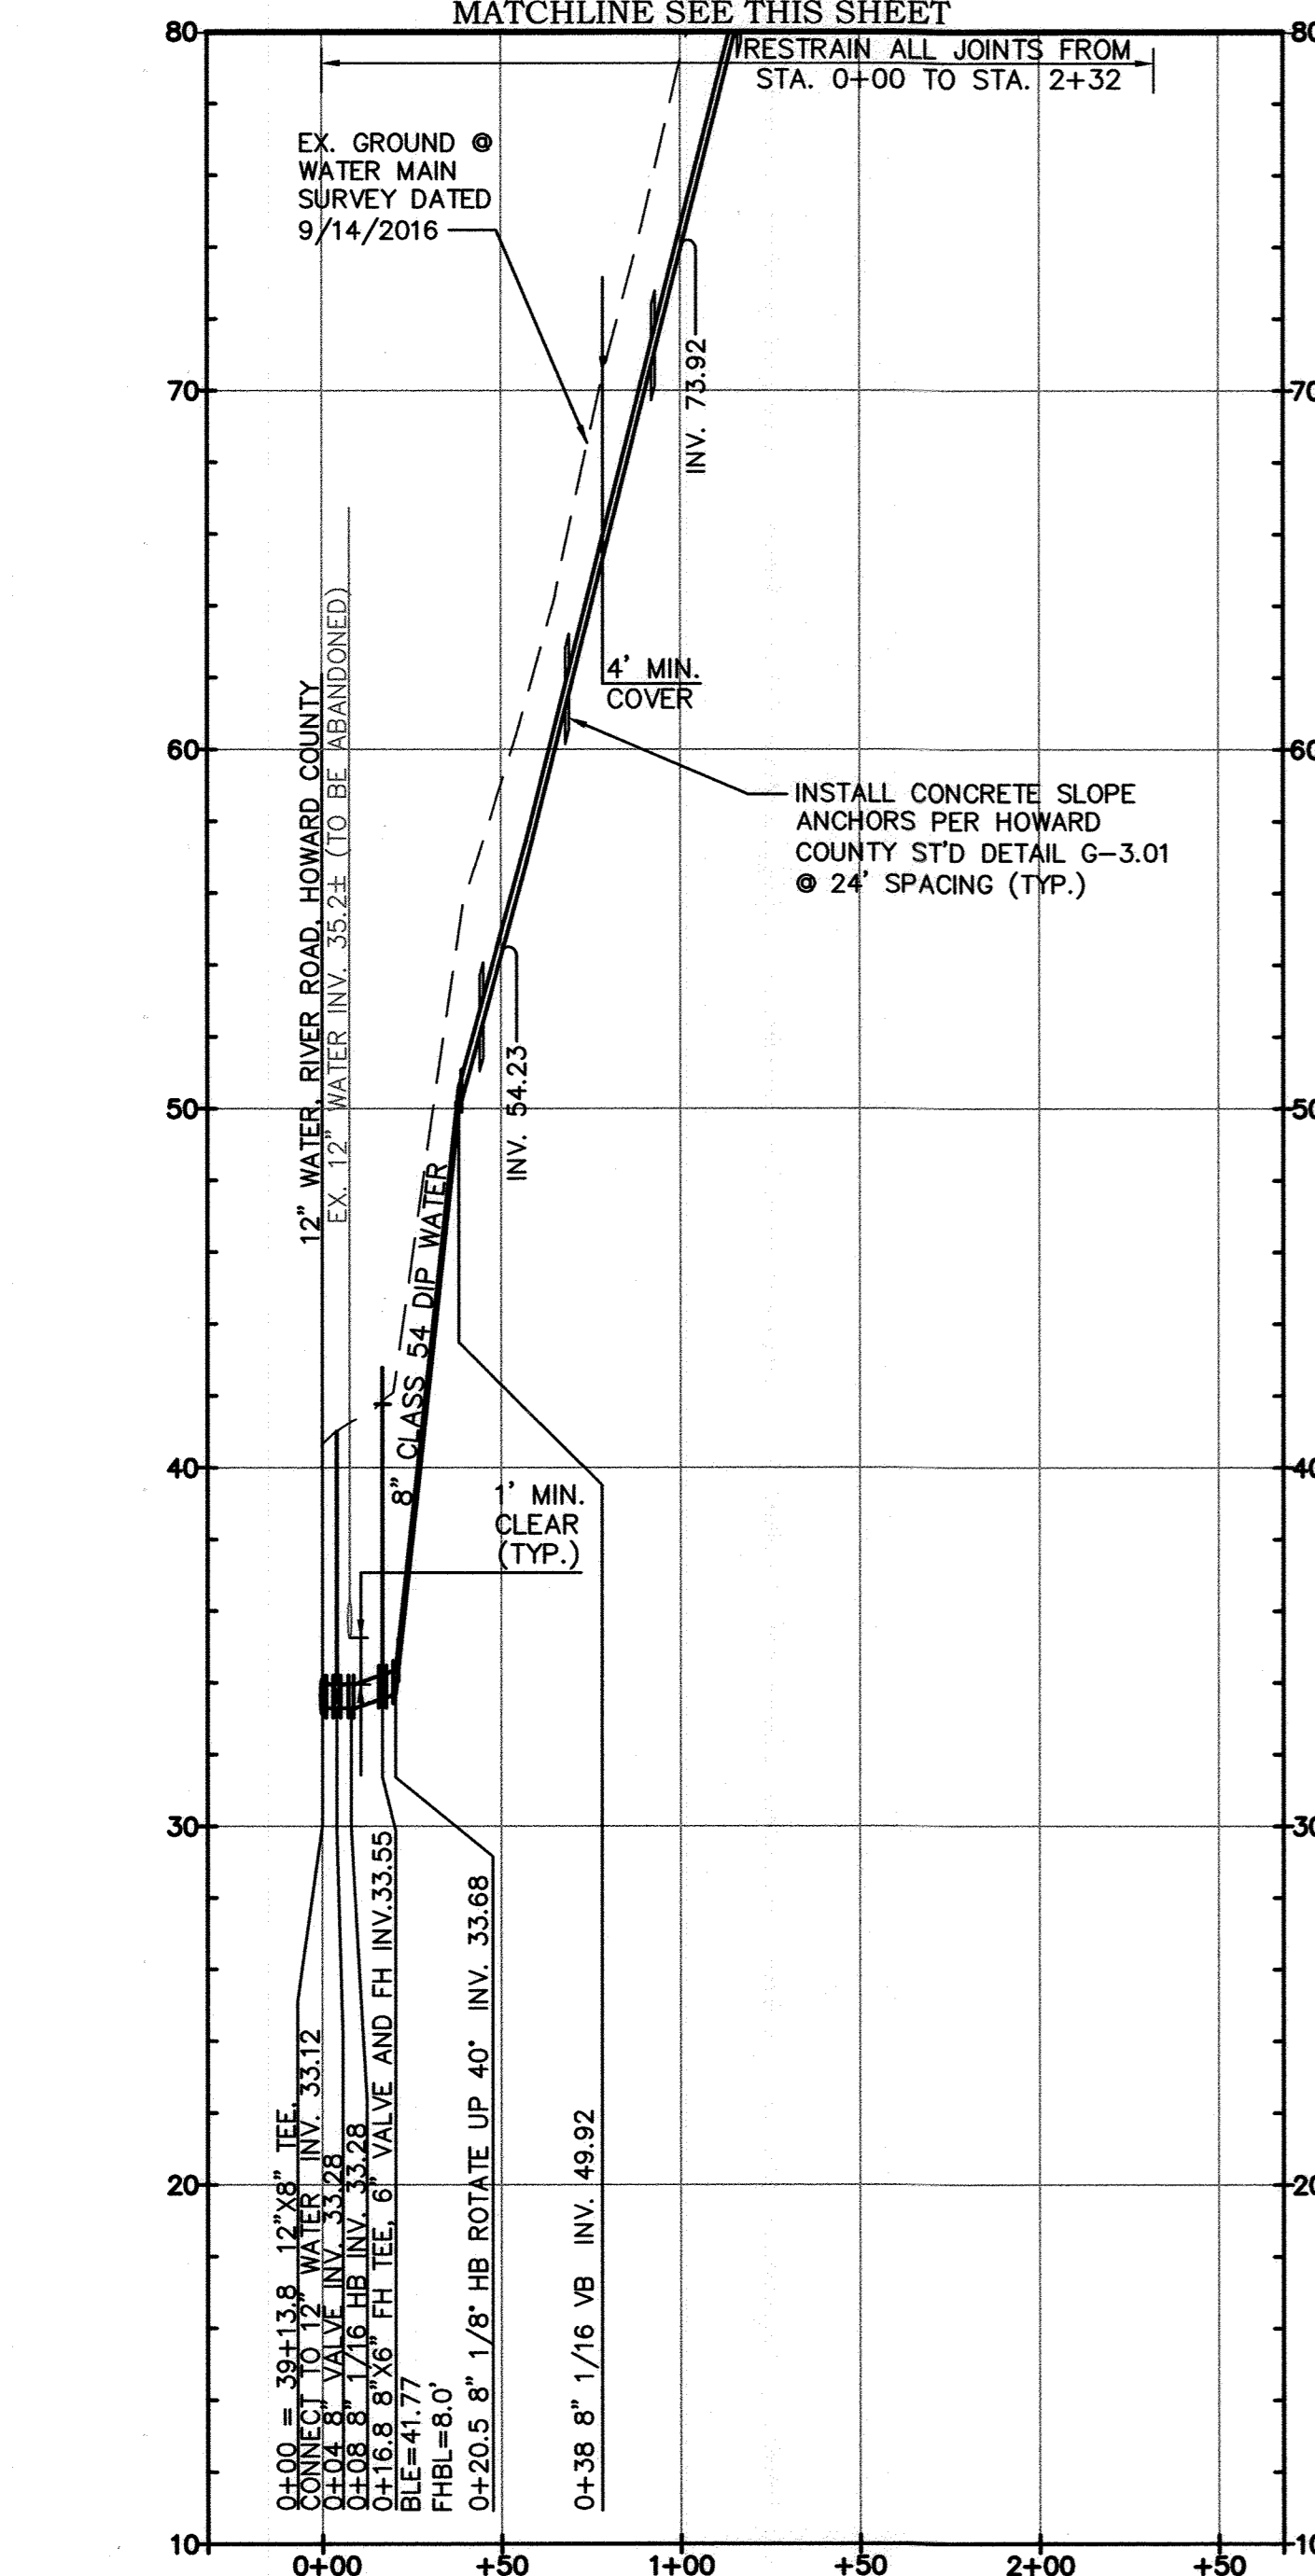 MATCHLINE SEE THIS SHEET
80
80
RESTRAIN ALL JOINTS FROM
STA. 0+00 TO STA. 2+32
EX. GROUND @
WATER MAIN
SURVEY DATED
9/14/2016
INV. 73.92
70
70
4' MIN.
COVER
12" WATER, RIVER ROAD, HOWARD COUNTY
EX. 12" WATER INV. 35.2± (TO BE ABANDONED)
60
60
INSTALL CONCRETE SLOPE
ANCHORS PER HOWARD
COUNTY ST'D DETAIL G-3.01
@ 24' SPACING (TYP.)
INV. 54.23
50
50
8" CLASS 54 DIP WATER
40
40
1' MIN.
CLEAR
(TYP.)
30
30
0+00 = 39+13.8 12"X8" TEE,
CONNECT TO 12" WATER INV. 33.12
0+04 8" VALVE INV. 33.28
0+08 8" 1/16 HB INV. 33.28
0+16.8 8"X6" FH TEE, 6" VALVE AND FH INV.33.55
BLE=41.77
FHBL=8.0'
0+20.5 8" 1/8° HB ROTATE UP 40° INV. 33.68
0+38 8" 1/16 VB INV. 49.92
20
20
10
10
0+00
+50
1+00
+50
2+00
+50